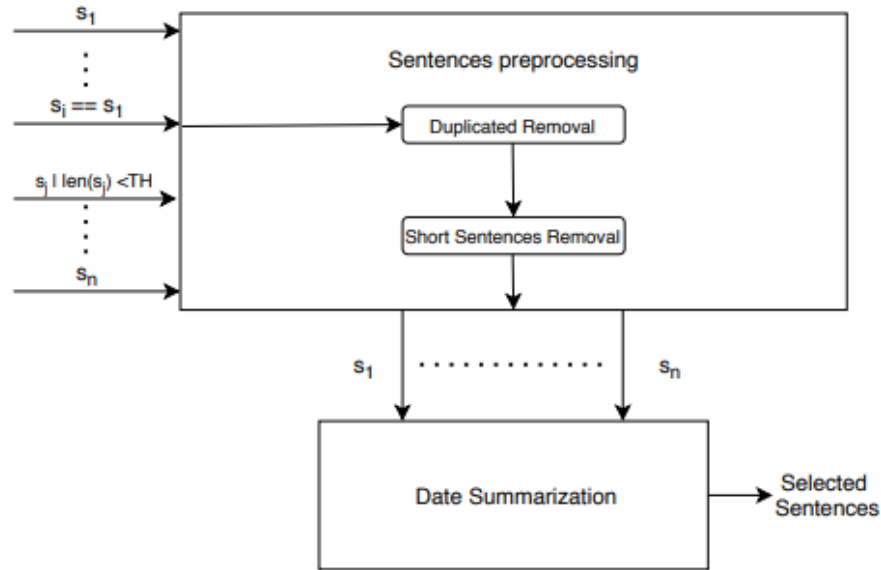 s1
Sentences preprocessing
si == s1
Duplicated Removal
sj | len(sj) <TH
Short Sentences Removal
sn
s1
sn
Date Summarization
Selected
Sentences